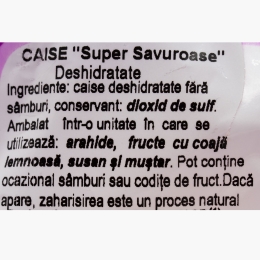 CAISE "Super Savuroase"
Deshidratate
Ingrediente: caise deshidratate fără
sâmburi, conservant: dioxid de sulf.
Ambalat într-o unitate în care se
utilizează: arahide, fructe cu coajă
lemnoasă, susan și muștar. Pot conține
ocazional sâmburi sau codițe de fruct.Dacă
apare, zaharisirea este un proces natural